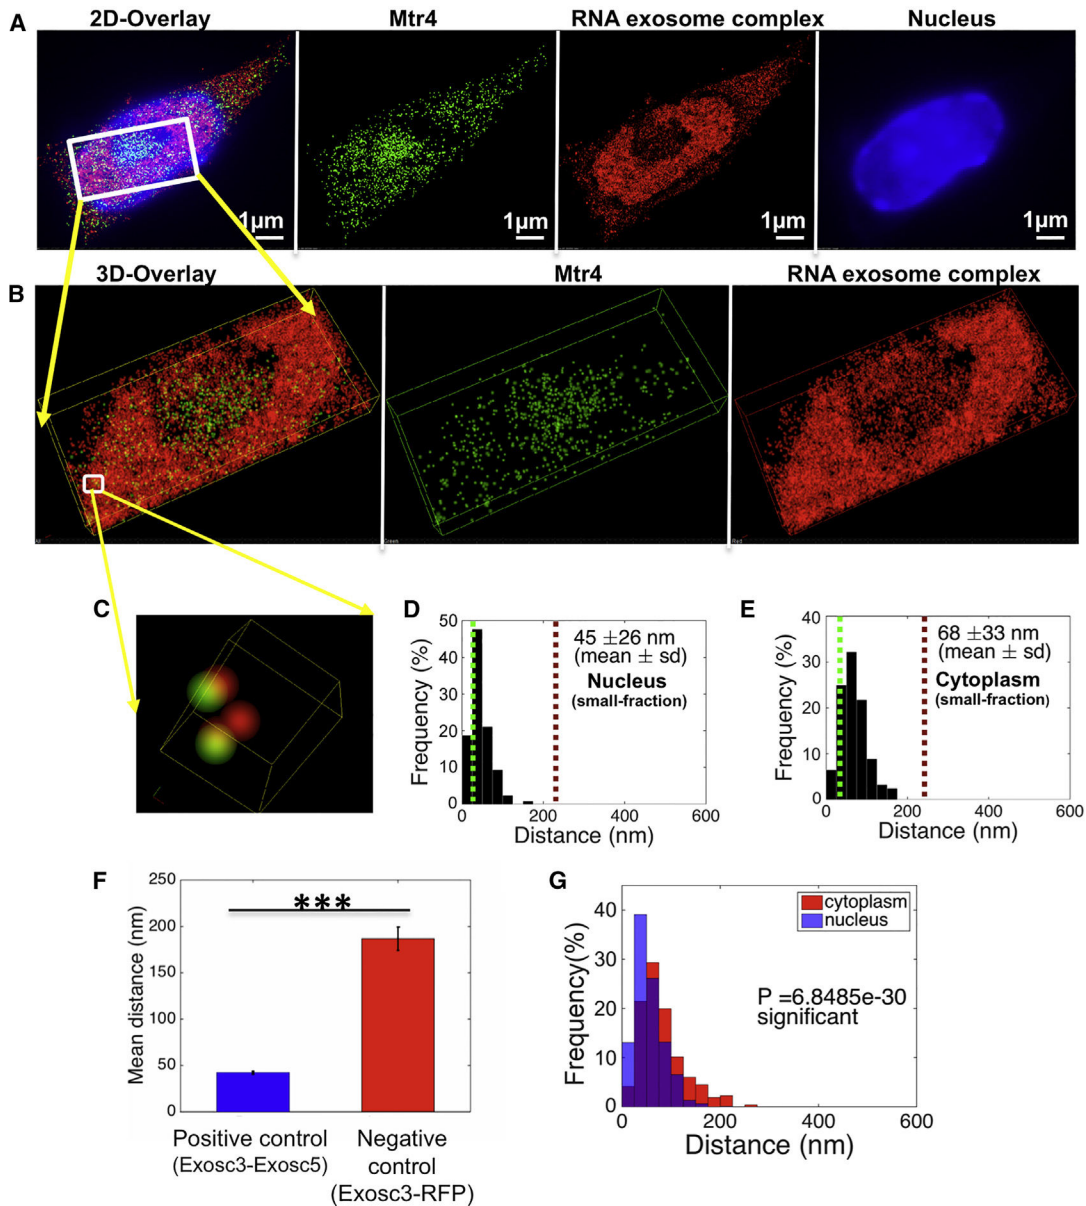 A
2D-Overlay
Mtr4
RNA exosome complex
Nucleus
1µm
1µm
1µm
1µm
B
3D-Overlay
Mtr4
RNA exosome complex
Green
Red
C
D
50
40
30
20
10
0
0
200
400
600
Frequency (%)
Distance (nm)
45 ±26 nm
(mean ± sd)
Nucleus
(small-fraction)
E
40
30
20
10
0
0
200
400
600
Frequency (%)
Distance (nm)
68 ±33 nm
(mean ± sd)
Cytoplasm
(small-fraction)
F
250
200
150
100
50
0
Mean distance (nm)
***
Positive control
(Exosc3-Exosc5)
Negative
control
(Exosc3-RFP)
G
40
30
20
10
0
0
200
400
600
Frequency(%)
Distance (nm)
cytoplasm
nucleus
P =6.8485e-30
significant